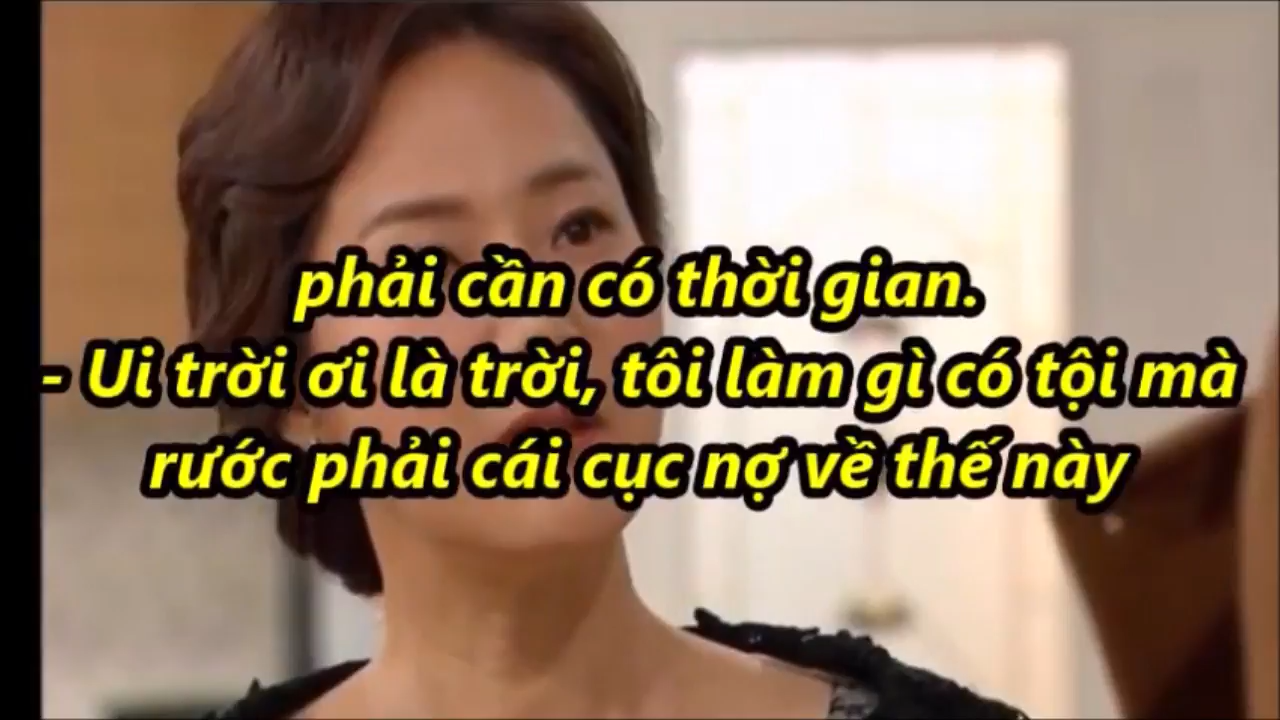 phải cần có thời gian.
- Ui trời ơi là trời, tôi làm gì có tội mà
rước phải cái cục nợ về thế này